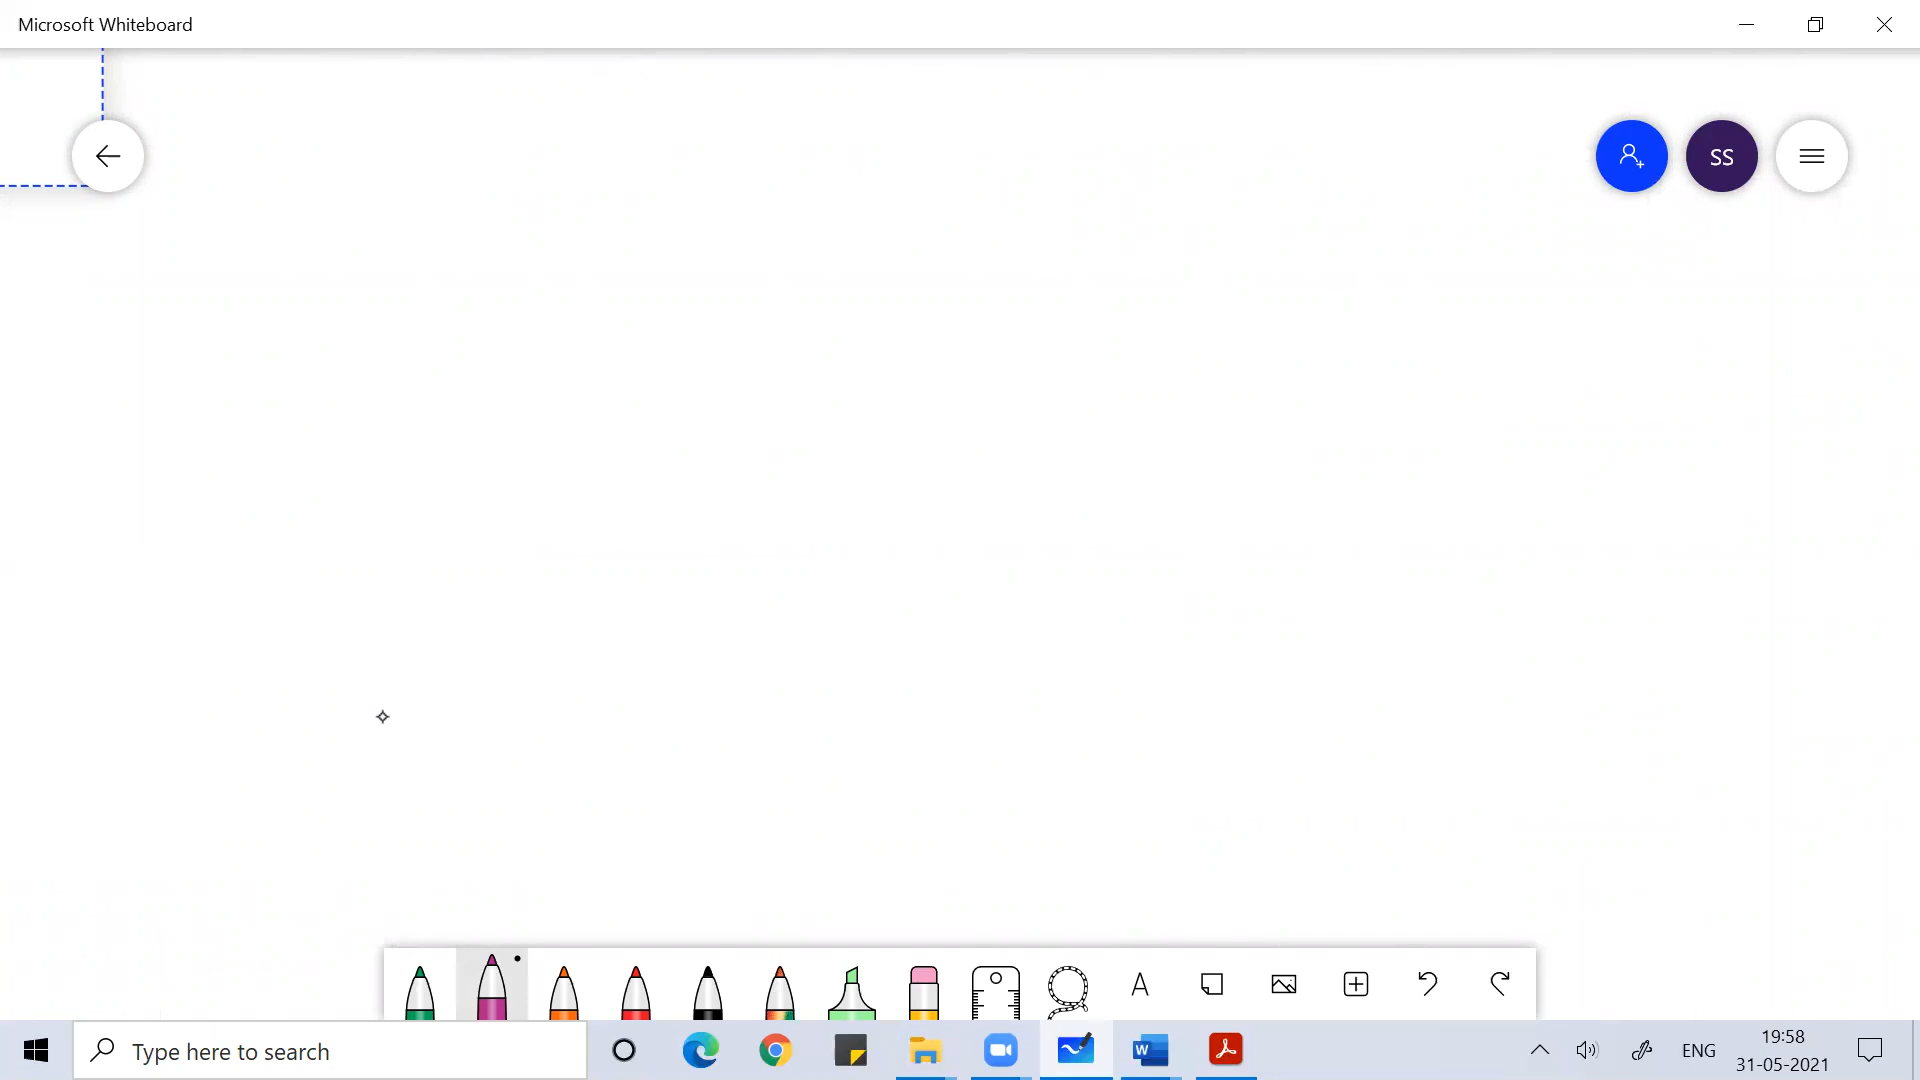 Microsoft Whiteboard
SS
A
Type here to search
W
ENG
19:58
31-05-2021